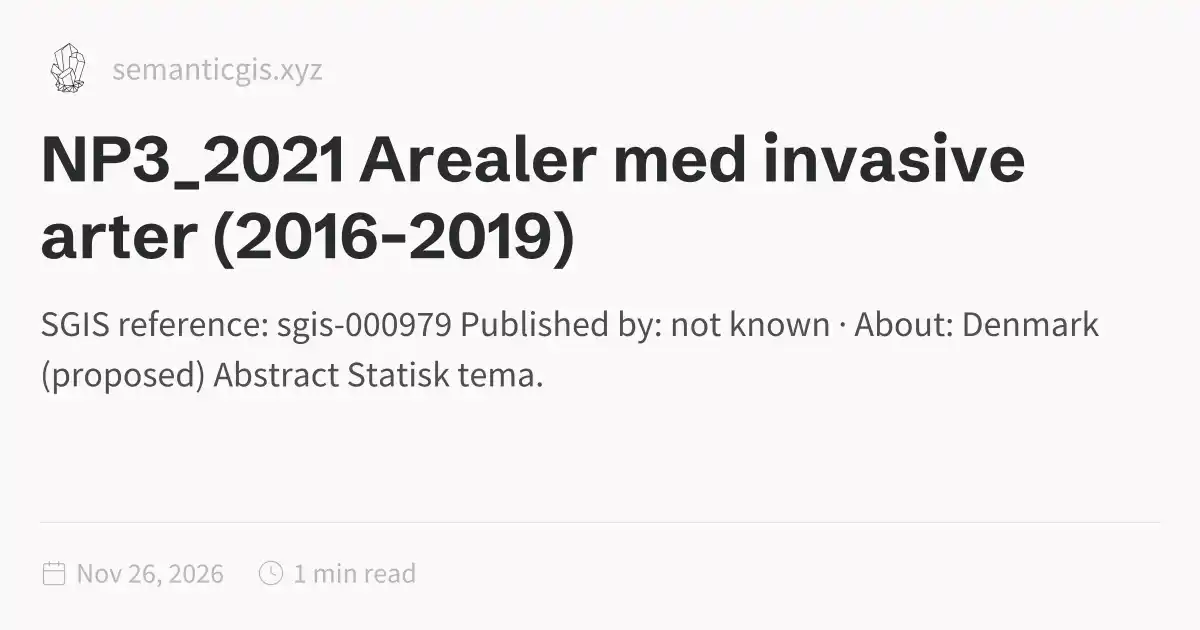 semanticgis.xyz
NP3_2021 Arealer med invasive
arter (2016-2019)
SGIS reference: sgis-000979 Published by: not known · About: Denmark
(proposed) Abstract Statisk tema.
Nov 26, 2026 1 min read